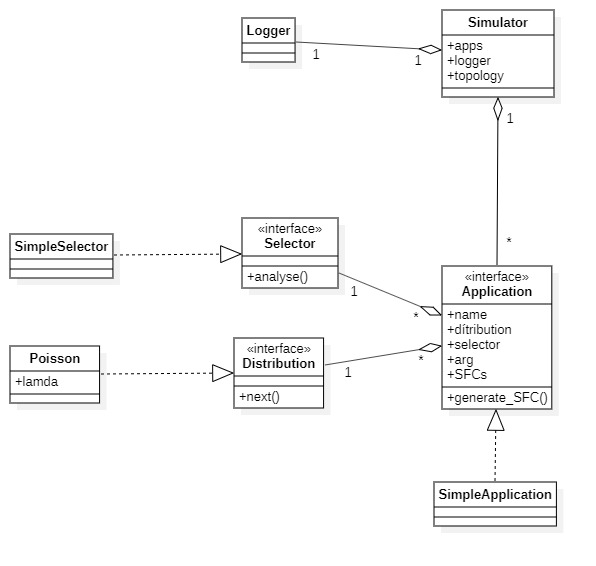 Logger
1
1
Simulator
+apps
+logger
+topology
1
*
SimpleSelector
«interface»
Selector
+analyse()
1
*
«interface»
Application
+name
+dítribution
+selector
+arg
+SFCs
+generate_SFC()
Poisson
+lamda
«interface»
Distribution
+next()
1
*
SimpleApplication